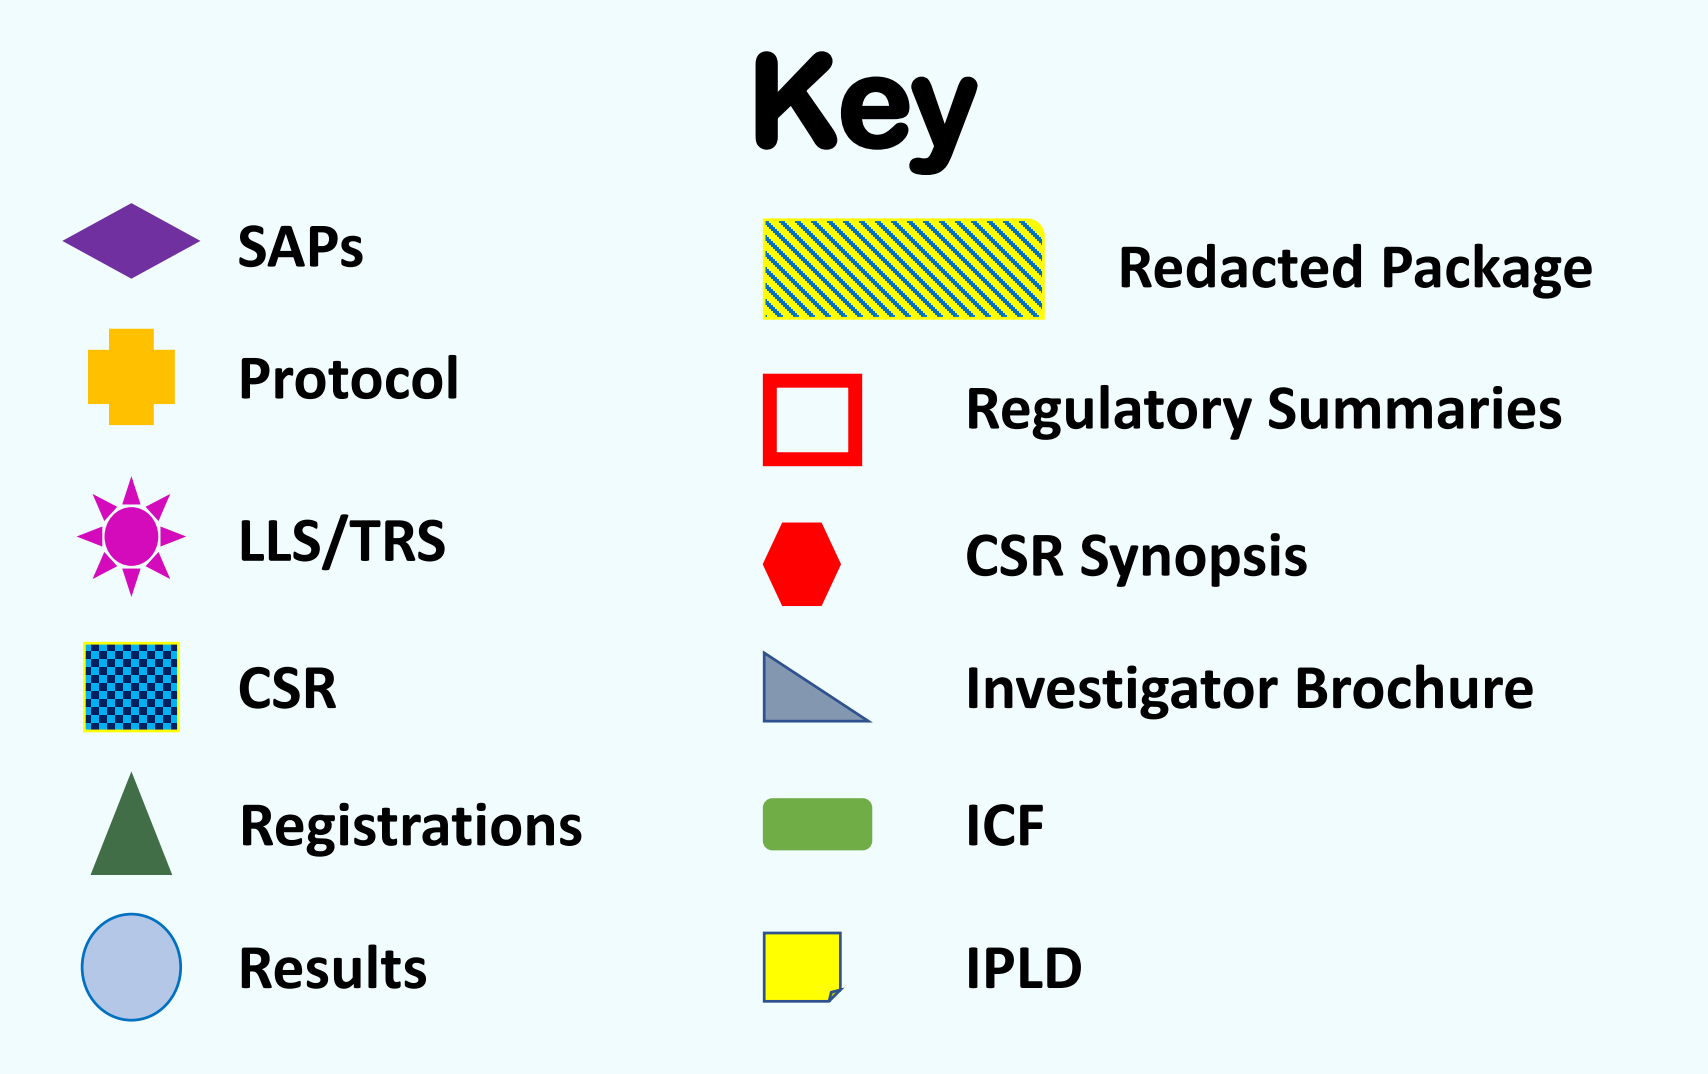 Key
SAPs
Protocol
LLS/TRS
CSR
Registrations
Results
Redacted Package
Regulatory Summaries
CSR Synopsis
Investigator Brochure
ICF
IPLD